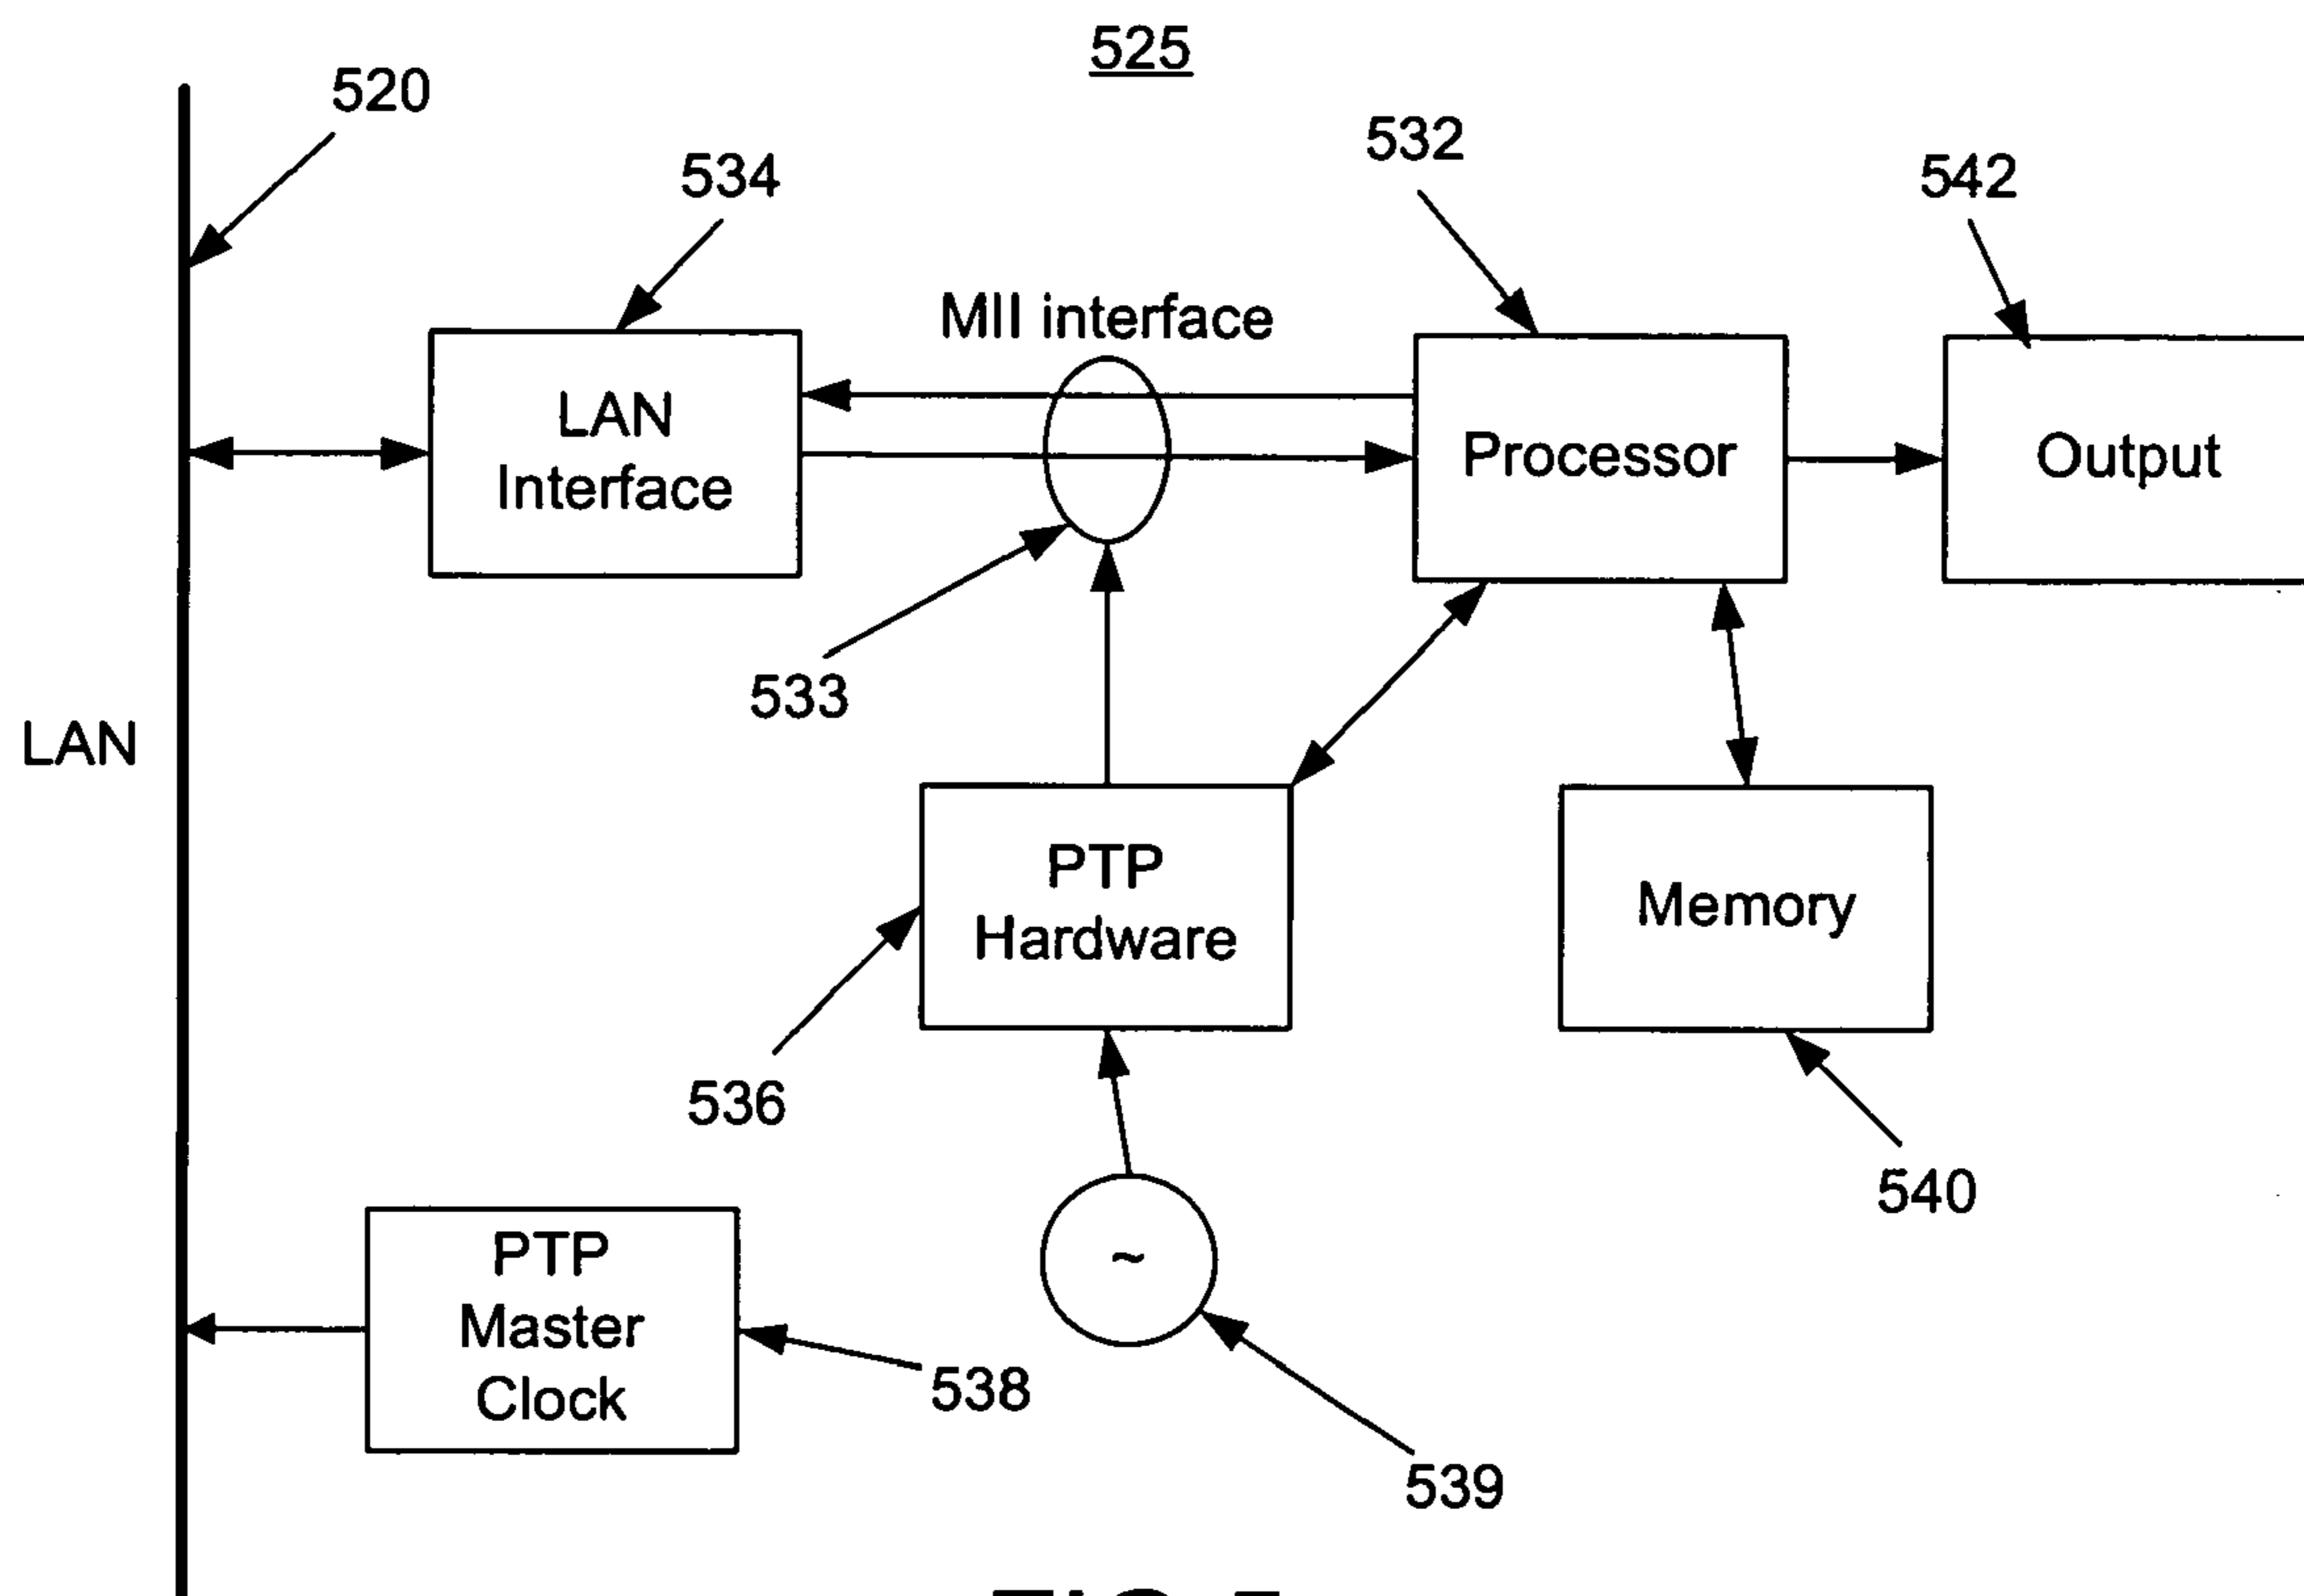 525
520
534
532
542
MII interface
LAN
Interface
Processor
Output
533
LAN
PTP
Hardware
Memory
536
540
PTP
Master
Clock
~
538
539